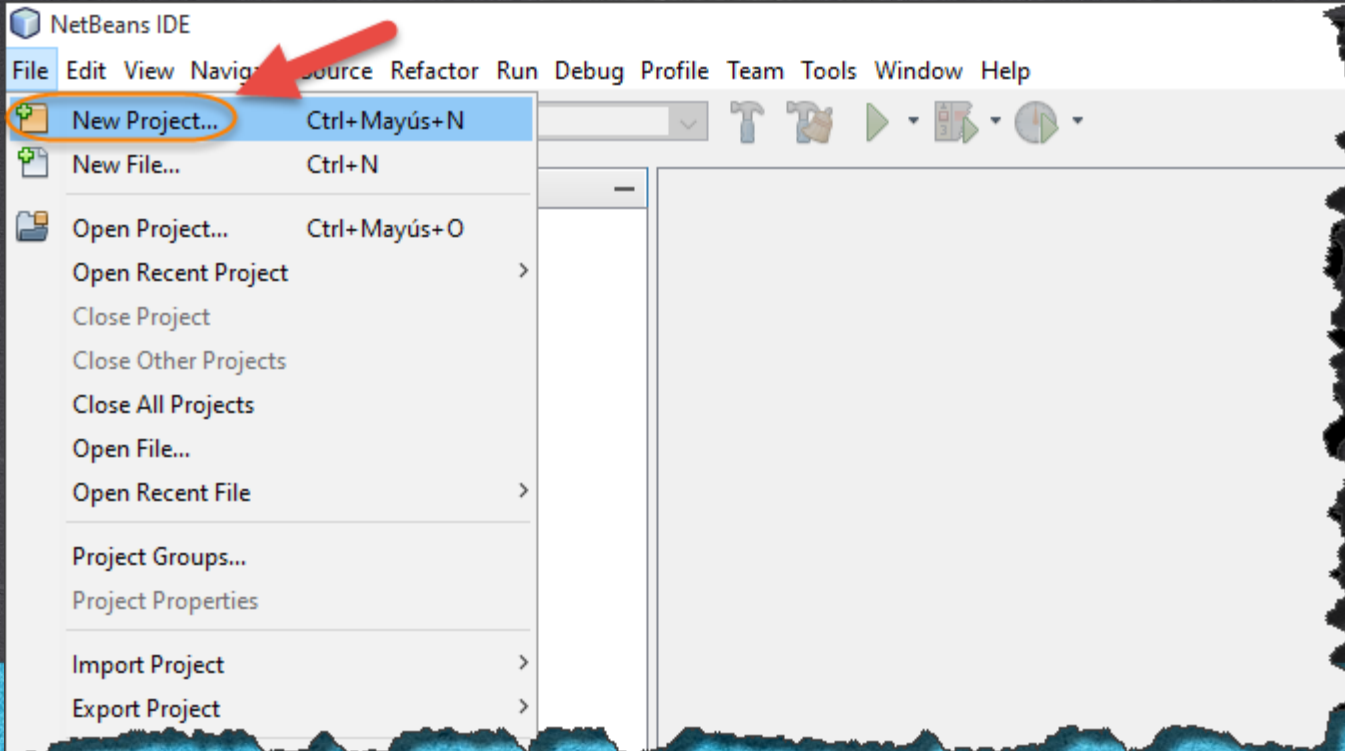 NetBeans IDE
File Edit View Source Refactor Run Debug Profile Team Tools Window Help
New Project... Ctrl+Mayús+N
New File... Ctrl+N
Open Project... Ctrl+Mayús+O
Open Recent Project
Close Project
Close Other Projects
Close All Projects
Open File...
Open Recent File
Project Groups...
Project Properties
Import Project
Export Project